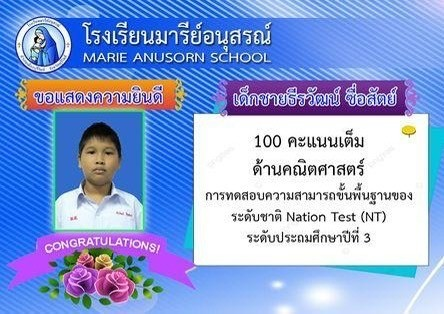 โรงเรียนมารีย์อนุสรณ์
MARIE ANUSORN SCHOOL
ขอแสดงความยินดี
เด็กชายธีรวัฒน์ ซื่อสัตย์
100 คะแนนเต็ม
ด้านคณิตศาสตร์
การทดสอบความสามารถขั้นพื้นฐานของ
ระดับชาติ Nation Test (NT)
ระดับประถมศึกษาปีที่ 3
CONGRATULATIONS!